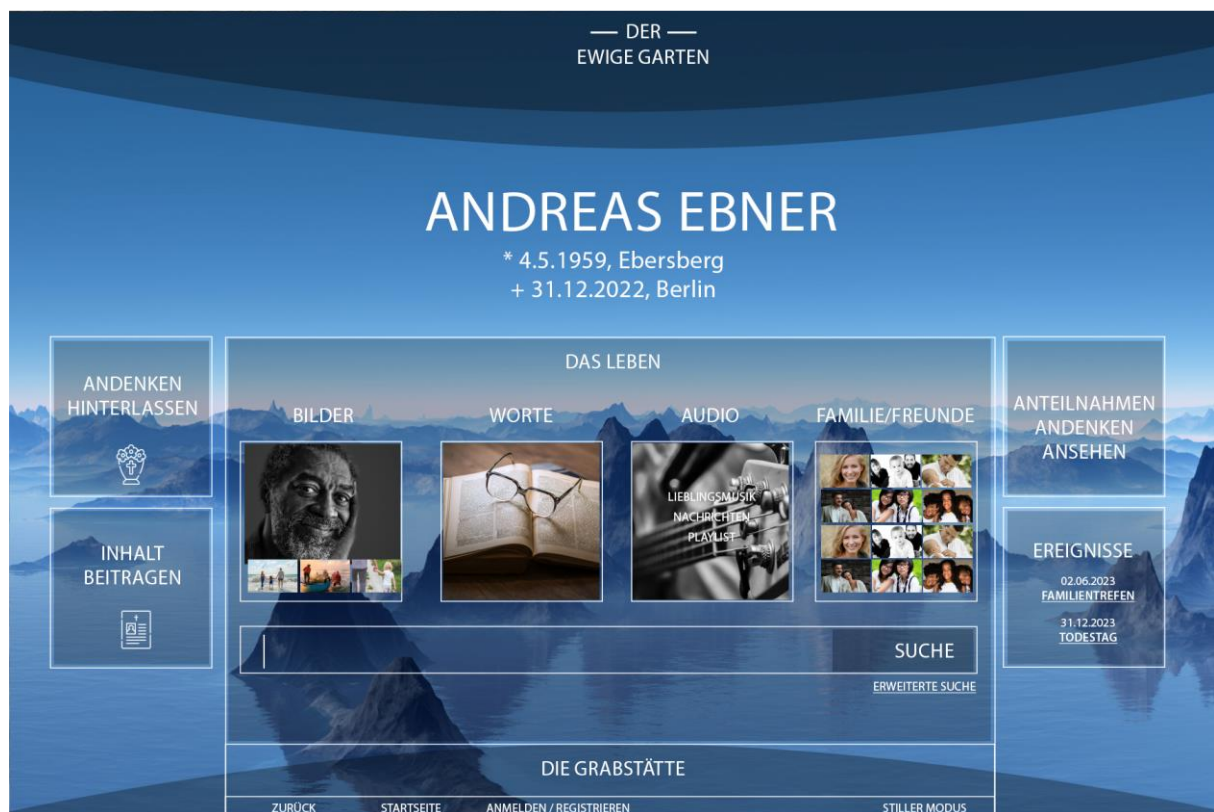 — DER —
EWIGE GARTEN
ANDREAS EBNER
* 4.5.1959, Ebersberg
+ 31.12.2022, Berlin
ANDENKEN
HINTERLASSEN
INHALT
BEITRAGEN
DAS LEBEN
BILDER
WORTE
AUDIO
LIEBLINGSMUSIK
NACHRICHTEN
PLAYLIST
FAMILIE/FREUNDE
SUCHE
ERWEITERTE SUCHE
ANTEILNAHMEN
ANDENKEN
ANSEHEN
EREIGNISSE
02.06.2023
FAMILIENTREFEN
31.12.2023
TODESTAG
DIE GRABSTÄTTE
ZURÜCK STARTSEITE ANMELDEN / REGISTRIEREN STILLER MODUS